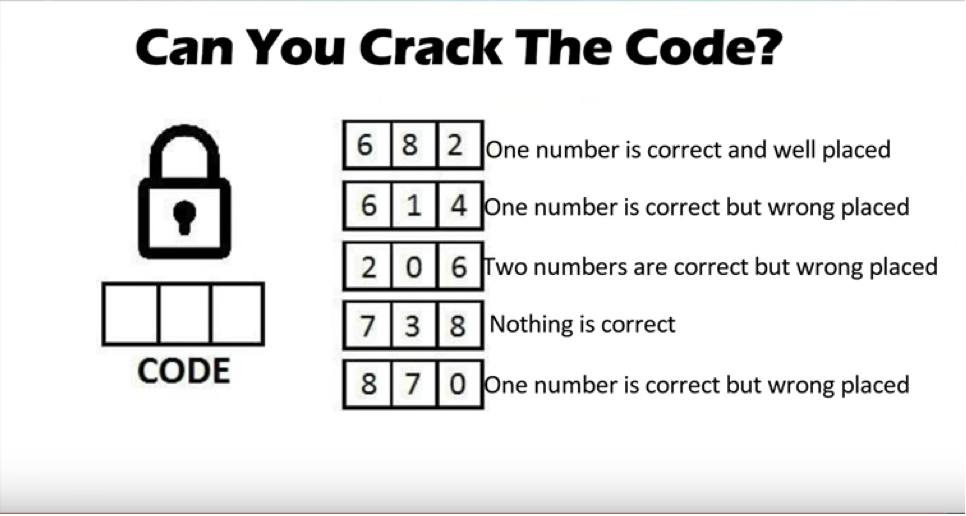 Can You Crack The Code?
6 8 2 One number is correct and well placed
6 1 4 One number is correct but wrong placed
2 0 6 Two numbers are correct but wrong placed
7 3 8 Nothing is correct
8 7 0 One number is correct but wrong placed
CODE